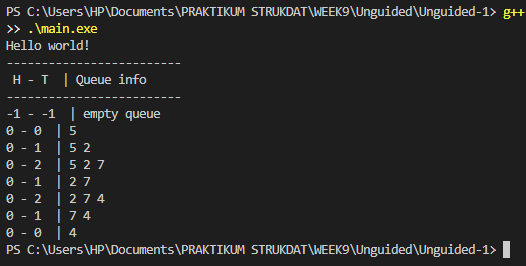 PS C:\Users\HP\Documents\PRAKTIKUM STRUKDAT\WEEK9\Unguided\Unguided-1> g++
>> .\main.exe
Hello world!
-------------------------
 H - T  | Queue info
-------------------------
-1 - -1  | empty queue
0 - 0  | 5
0 - 1  | 5 2
0 - 2  | 5 2 7
0 - 1  | 2 7
0 - 2  | 2 7 4
0 - 1  | 7 4
0 - 0  | 4
PS C:\Users\HP\Documents\PRAKTIKUM STRUKDAT\WEEK9\Unguided\Unguided-1>